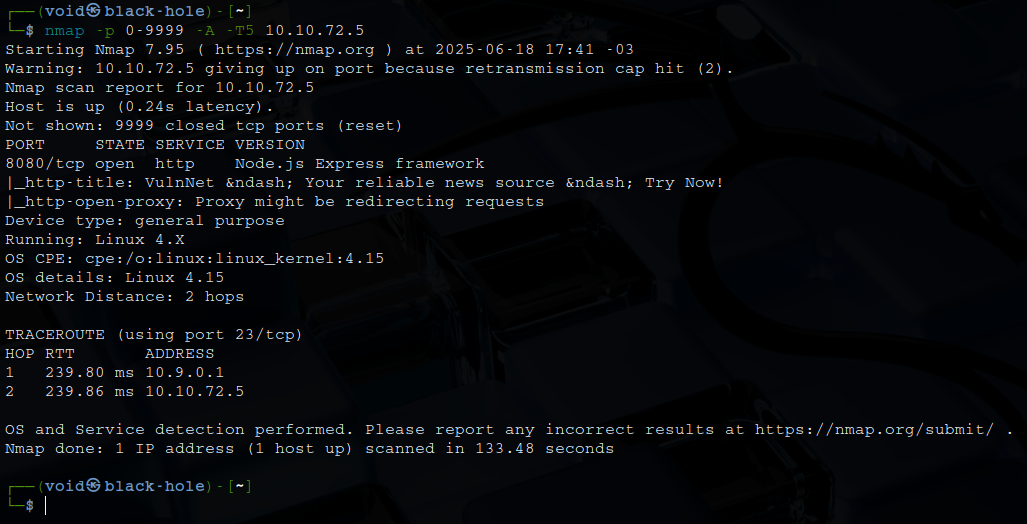 ┌──(void㉿black-hole)-[~]
└─$ nmap -p 0-9999 -A -T5 10.10.72.5
Starting Nmap 7.95 ( https://nmap.org ) at 2025-06-18 17:41 -03
Warning: 10.10.72.5 giving up on port because retransmission cap hit (2).
Nmap scan report for 10.10.72.5
Host is up (0.24s latency).
Not shown: 9999 closed tcp ports (reset)
PORT     STATE SERVICE VERSION
8080/tcp open  http    Node.js Express framework
|_http-title: VulnNet &ndash; Your reliable news source &ndash; Try Now!
|_http-open-proxy: Proxy might be redirecting requests
Device type: general purpose
Running: Linux 4.X
OS CPE: cpe:/o:linux:linux_kernel:4.15
OS details: Linux 4.15
Network Distance: 2 hops

TRACEROUTE (using port 23/tcp)
HOP RTT       ADDRESS
1   239.80 ms 10.9.0.1
2   239.86 ms 10.10.72.5

OS and Service detection performed. Please report any incorrect results at https://nmap.org/submit/ .
Nmap done: 1 IP address (1 host up) scanned in 133.48 seconds

┌──(void㉿black-hole)-[~]
└─$